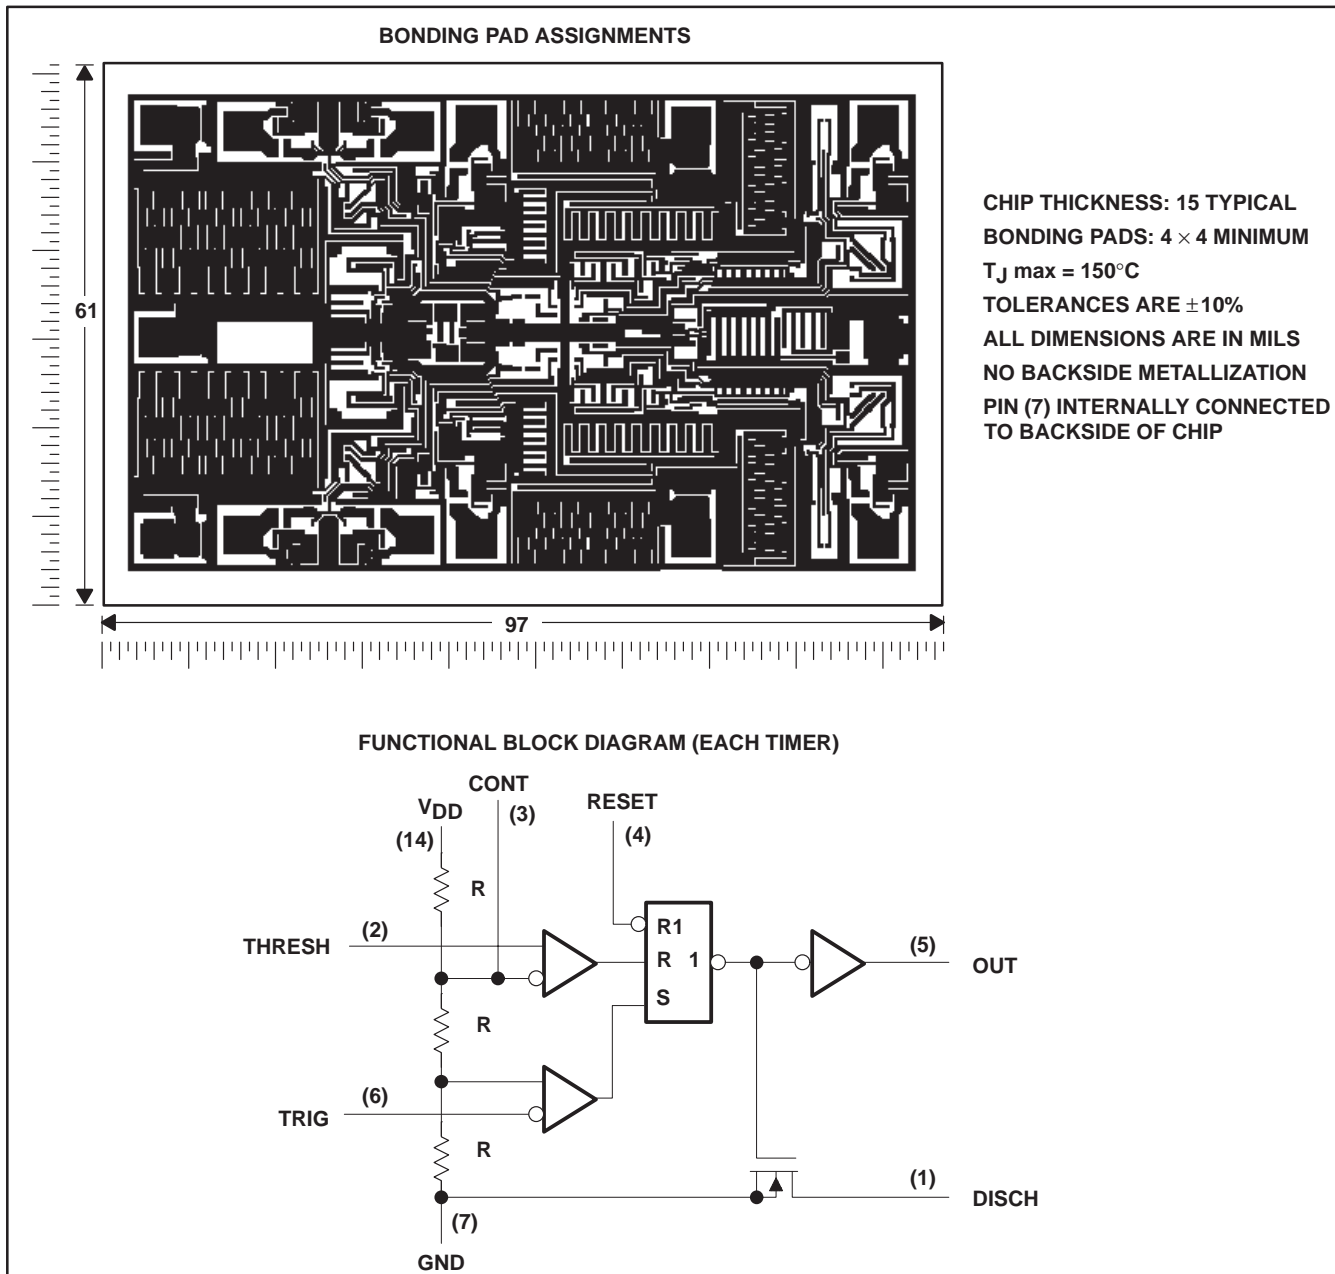 BONDING PAD ASSIGNMENTS
61
97
CHIP THICKNESS: 15 TYPICAL
BONDING PADS: 4 × 4 MINIMUM
TJ max = 150°C
TOLERANCES ARE ±10%
ALL DIMENSIONS ARE IN MILS
NO BACKSIDE METALLIZATION
PIN (7) INTERNALLY CONNECTED
TO BACKSIDE OF CHIP
FUNCTIONAL BLOCK DIAGRAM (EACH TIMER)
CONT
(3)
VDD
(14)
RESET
(4)
R
THRESH
(2)
R1
R
1
S
(5)
OUT
R
TRIG
(6)
R
(1)
DISCH
(7)
GND